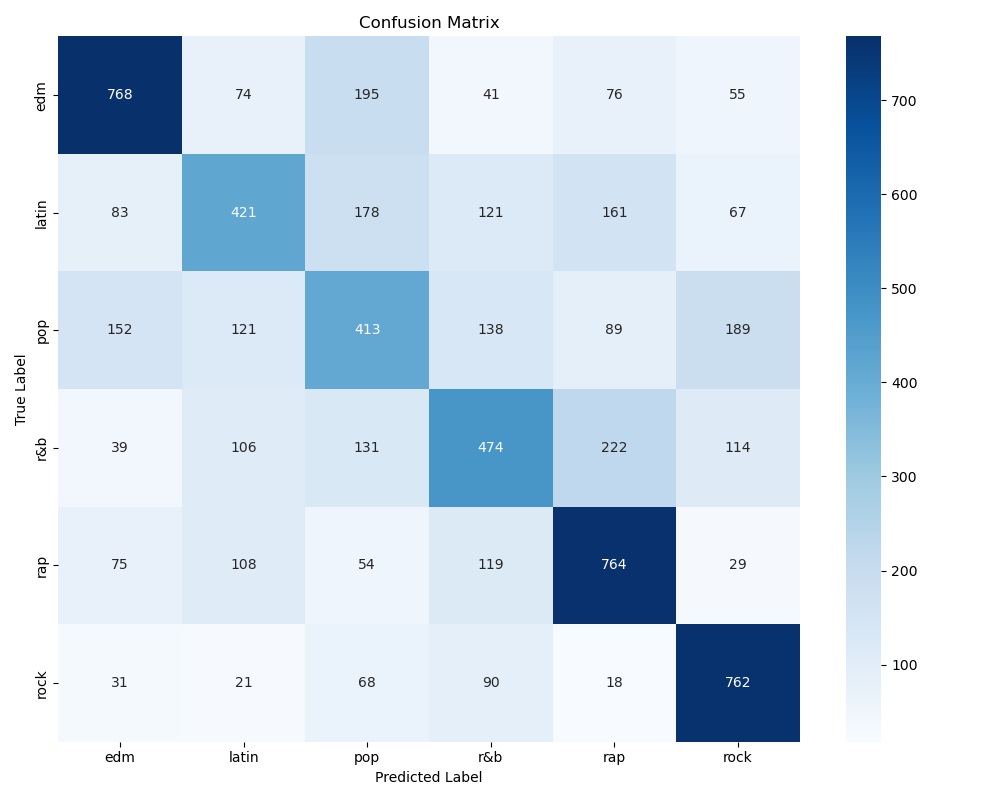 Confusion Matrix
edm 768 74 195 41 76 55
latin 83 421 178 121 161 67
pop 152 121 413 138 89 189
r&b 39 106 131 474 222 114
rap 75 108 54 119 764 29
rock 31 21 68 90 18 762
edm latin pop r&b rap rock
Predicted Label
True Label
700
600
500
400
300
200
100